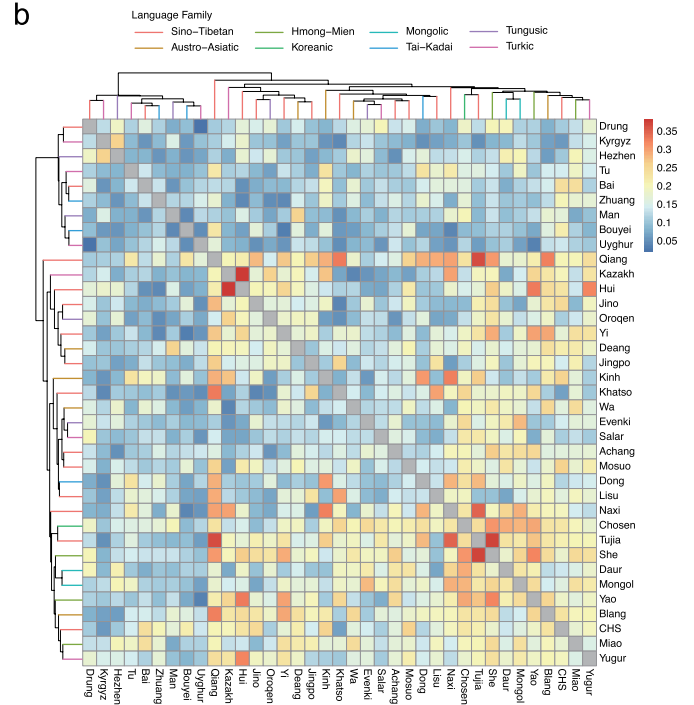 b
Language Family
Sino–Tibetan Hmong–Mien Mongolic Tungusic
Austro–Asiatic Koreanic Tai–Kadai Turkic
Drung
Kyrgyz
Hezhen
Tu
Bai
Zhuang
Man
Bouyei
Uyghur
Qiang
Kazakh
Hui
Jino
Oroqen
Yi
Deang
Jingpo
Kinh
Khatso
Wa
Evenki
Salar
Achang
Mosuo
Dong
Lisu
Naxi
Chosen
Tujia
She
Daur
Mongol
Yao
Blang
CHS
Miao
Yugur
0.35
0.3
0.25
0.2
0.15
0.1
0.05
Drung
Kyrgyz
Hezhen
Tu
Bai
Zhuang
Man
Bouyei
Uyghur
Qiang
Kazakh
Hui
Jino
Oroqen
Yi
Deang
Jingpo
Kinh
Khatso
Wa
Evenki
Salar
Achang
Mosuo
Dong
Lisu
Naxi
Chosen
Tujia
She
Daur
Mongol
Yao
Blang
CHS
Miao
Yugur